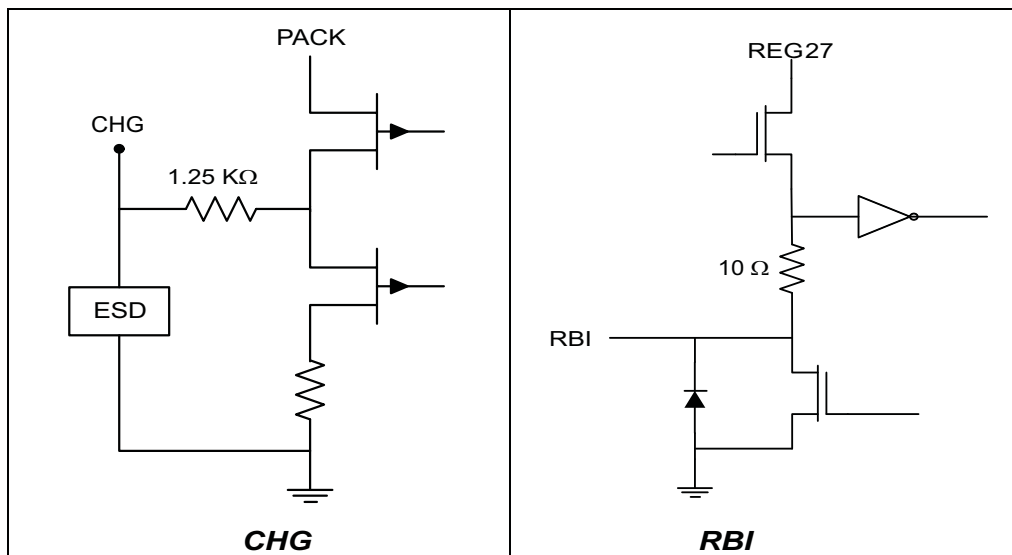 PACK
CHG
1.25 KΩ
ESD
CHG
REG27
10 Ω
RBI
RBI